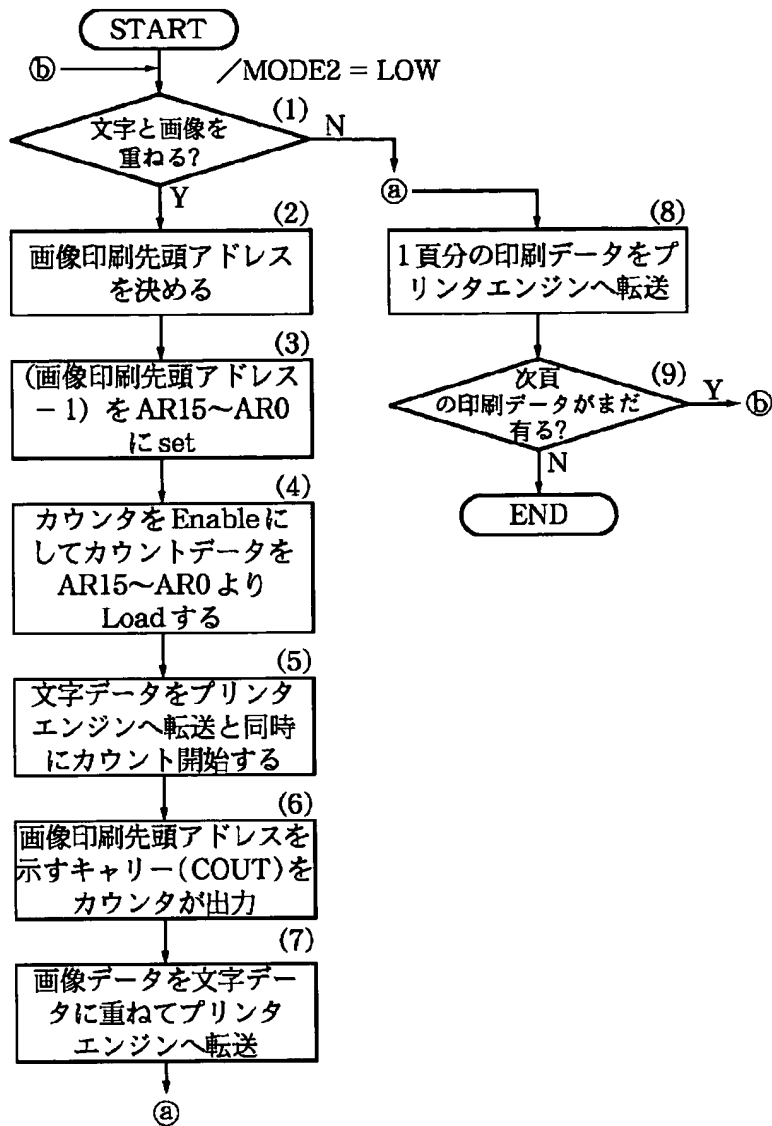 START
ⓑ
／MODE2 = LOW
(1)
文字と画像を
重ねる?
N
Y
(2)
画像印刷先頭アドレス
を決める
(3)
(画像印刷先頭アドレス
－1) をAR15～AR0
にset
(4)
カウンタをEnableに
してカウントデータを
AR15～AR0より
Loadする
(5)
文字データをプリンタ
エンジンへ転送と同時
にカウント開始する
(6)
画像印刷先頭アドレスを
示すキャリー(COUT)を
カウンタが出力
(7)
画像データを文字デー
タに重ねてプリンタ
エンジンへ転送
ⓐ
ⓐ
(8)
1頁分の印刷データをプ
リンタエンジンへ転送
(9)
次頁
の印刷データがまだ
有る?
Y
ⓑ
N
END